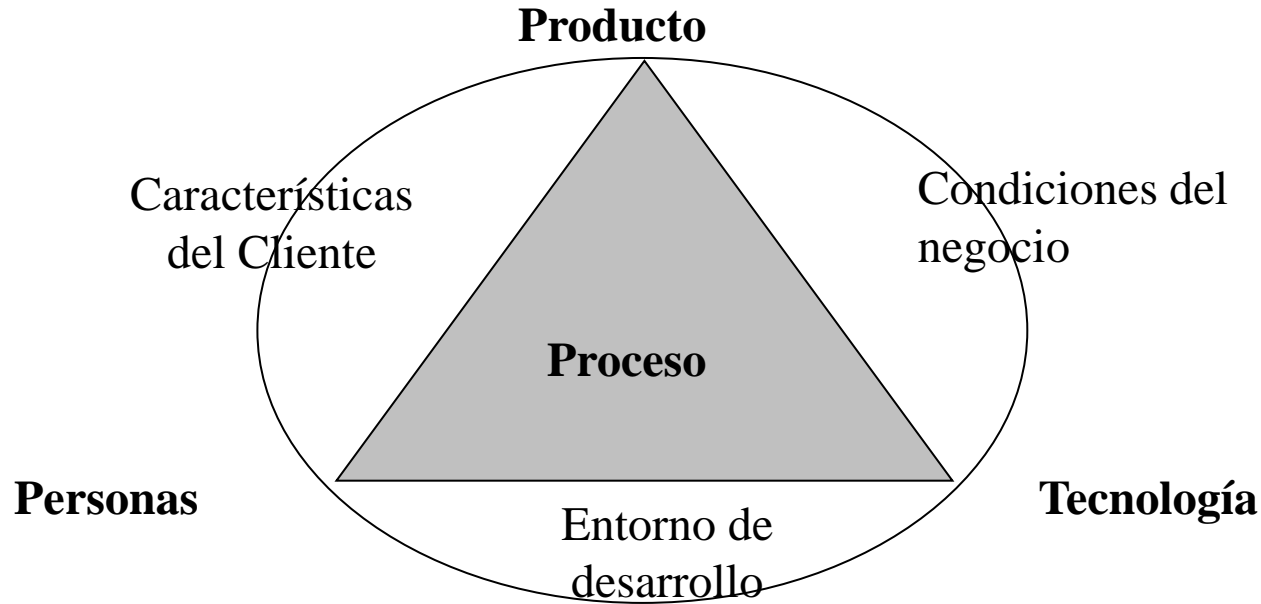 Producto
Características
del Cliente
Condiciones del
negocio
Proceso
Personas
Tecnología
Entorno de
desarrollo